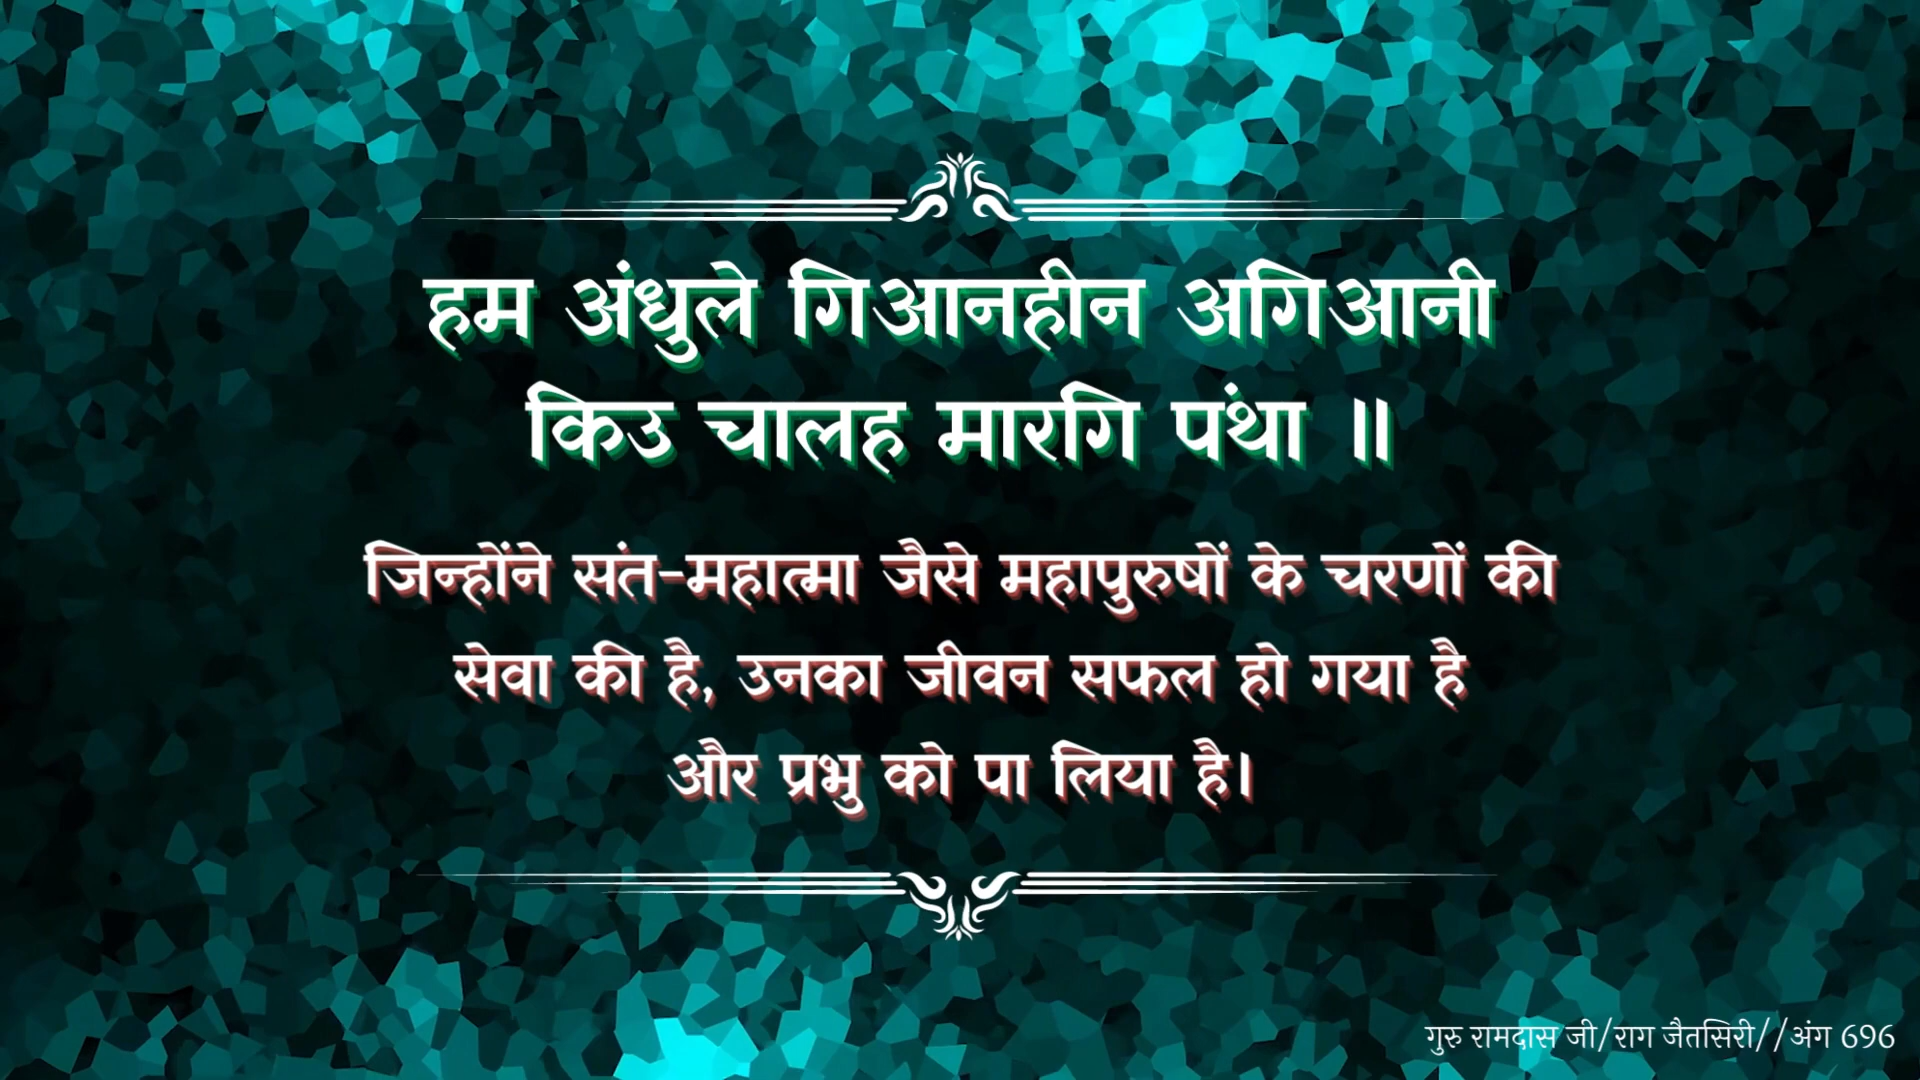 हम अंधुले गिआनहीन अगिआनी
किउ चालह मारगि पंथा ॥
जिन्होंने संत-महात्मा जैसे महापुरुषों के चरणों की
सेवा की है, उनका जीवन सफल हो गया है
और प्रभु को पा लिया है।
गुरु रामदास जी/राग जैतसिरी//अंग 696